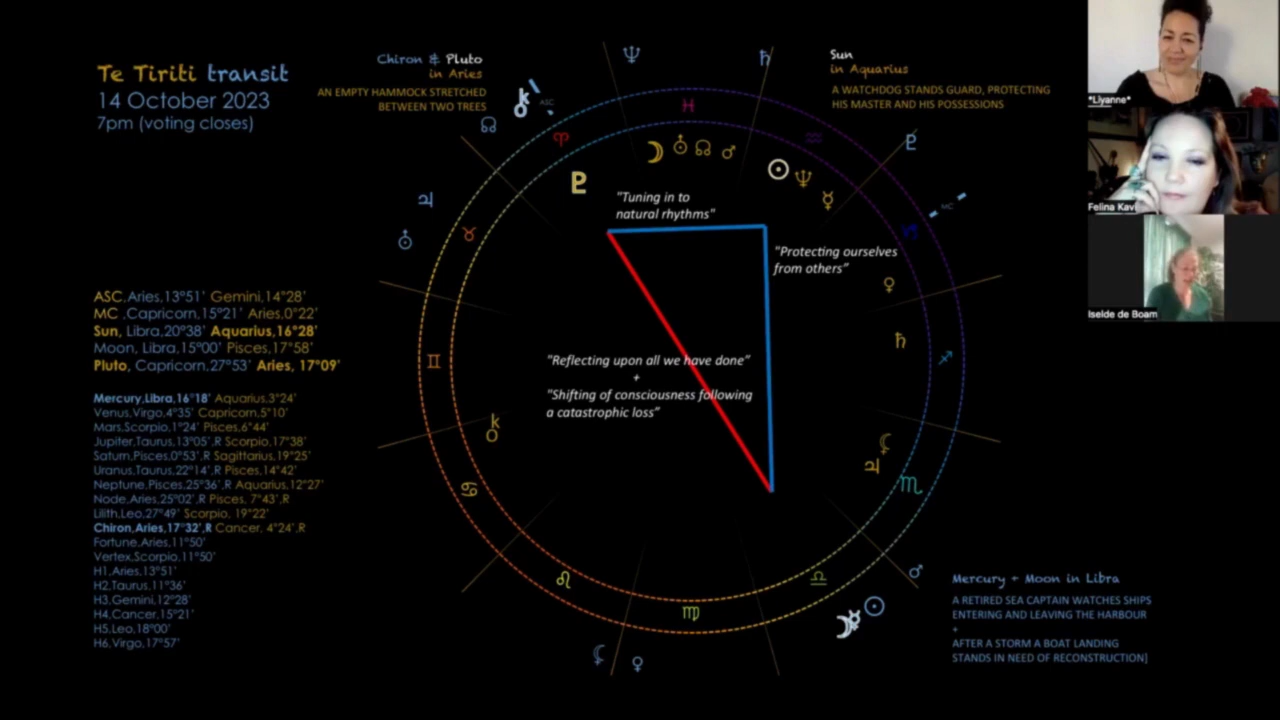 Te Tiriti transit
14 October 2023
7pm (voting closes)
Chiron & Pluto
in Aries
AN EMPTY HAMMOCK STRETCHED
BETWEEN TWO TREES
ASC
Sun
in Aquarius
A WATCHDOG STANDS GUARD, PROTECTING
HIS MASTER AND HIS POSSESSIONS
MC
"Tuning in to
natural rhythms"
"Protecting ourselves
from others"
"Reflecting upon all we have done"
+
"Shifting of consciousness following
a catastrophic loss"
ASC,Aries,13°51' Gemini,14°28'
MC ,Capricorn,15°21' Aries,0°22'
Sun, Libra,20°38' Aquarius,16°28'
Moon, Libra,15°00' Pisces,17°58'
Pluto, Capricorn,27°53' Aries, 17°09'
Mercury,Libra,16°18' Aquarius,3°24'
Venus,Virgo,4°35' Capricorn,5°10'
Mars,Scorpio,1°24' Pisces,6°44'
Jupiter,Taurus,13°05',R Scorpio,17°38'
Saturn,Pisces,0°53',R Sagittarius,19°25'
Uranus,Taurus,22°14',R Pisces,14°42'
Neptune,Pisces,25°36',R Aquarius,12°27'
Node,Aries,25°02',R Pisces, 7°43',R
Lilith,Leo,27°49' Scorpio, 19°22'
Chiron,Aries,17°32',R Cancer, 4°24',R
Fortune,Aries,11°50'
Vertex,Scorpio,11°50'
H1,Aries,13°51'
H2,Taurus,11°36'
H3,Gemini,12°28'
H4,Cancer,15°21'
H5,Leo,18°00'
H6,Virgo,17°57'
Mercury + Moon in Libra
A RETIRED SEA CAPTAIN WATCHES SHIPS
ENTERING AND LEAVING THE HARBOUR
+
AFTER A STORM A BOAT LANDING
STANDS IN NEED OF RECONSTRUCTION]
*Liyanne*
Felina Kavi
Iselde de Boam